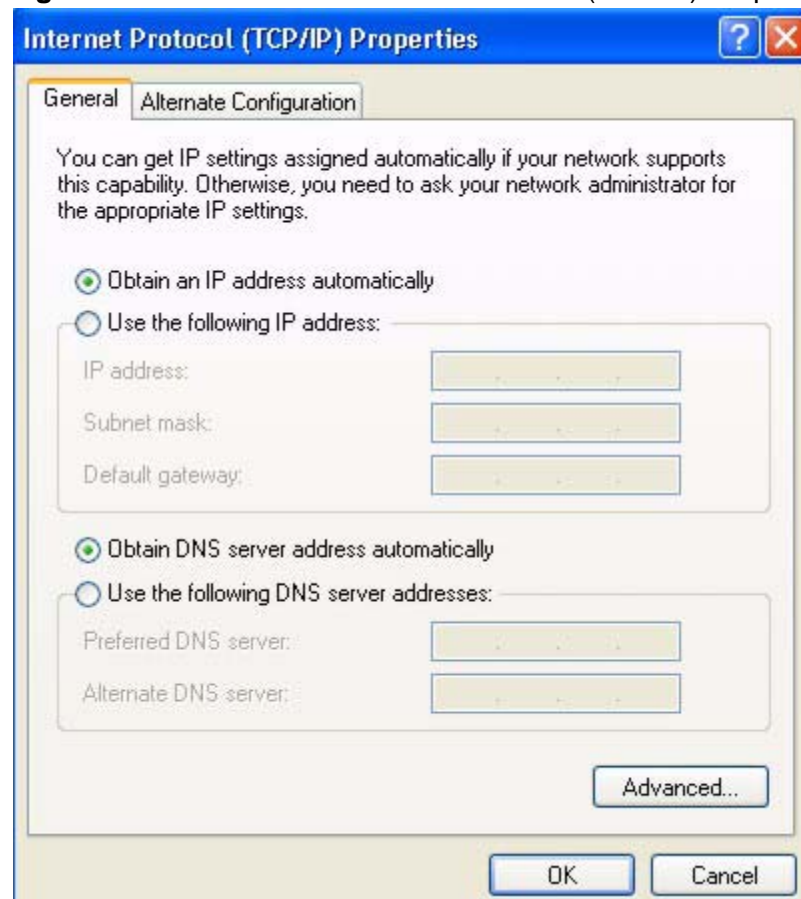 Internet Protocol (TCP/IP) Properties
General
Alternate Configuration
You can get IP settings assigned automatically if your network supports
this capability. Otherwise, you need to ask your network administrator for
the appropriate IP settings.
Obtain an IP address automatically
Use the following IP address:
IP address:
Subnet mask:
Default gateway:
Obtain DNS server address automatically
Use the following DNS server addresses:
Preferred DNS server:
Alternate DNS server:
Advanced...
OK
Cancel